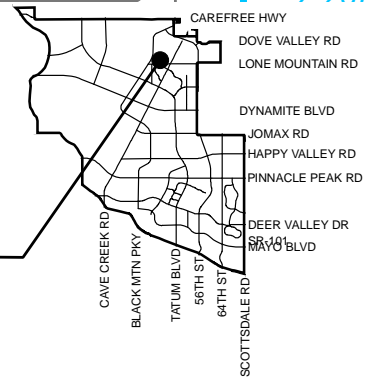 CAREFREE HWY
DOVE VALLEY RD
LONE MOUNTAIN RD
DYNAMITE BLVD
JOMAX RD
HAPPY VALLEY RD
PINNACLE PEAK RD
DEER VALLEY DR
SR-101
MAYO BLVD
CAVE CREEK RD
BLACK MTN PKY
TATUM BLVD
56TH ST
64TH ST
SCOTTSDALE RD